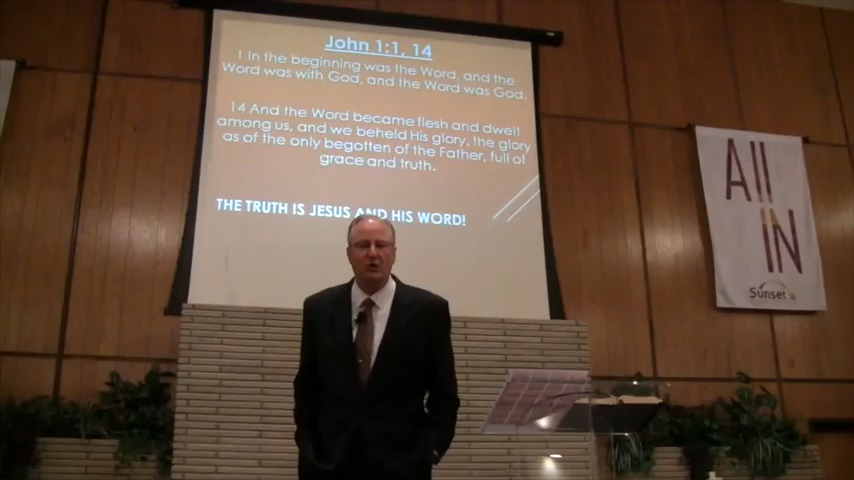 John 1:1, 14
1 In the beginning was the Word, and the
Word was with God, and the Word was God.
14 And the Word became flesh and dwelt
among us, and we beheld His glory, the glory
as of the only begotten of the Father, full of
grace and truth.
THE TRUTH IS JESUS AND HIS WORD!
All
IN
Sunset